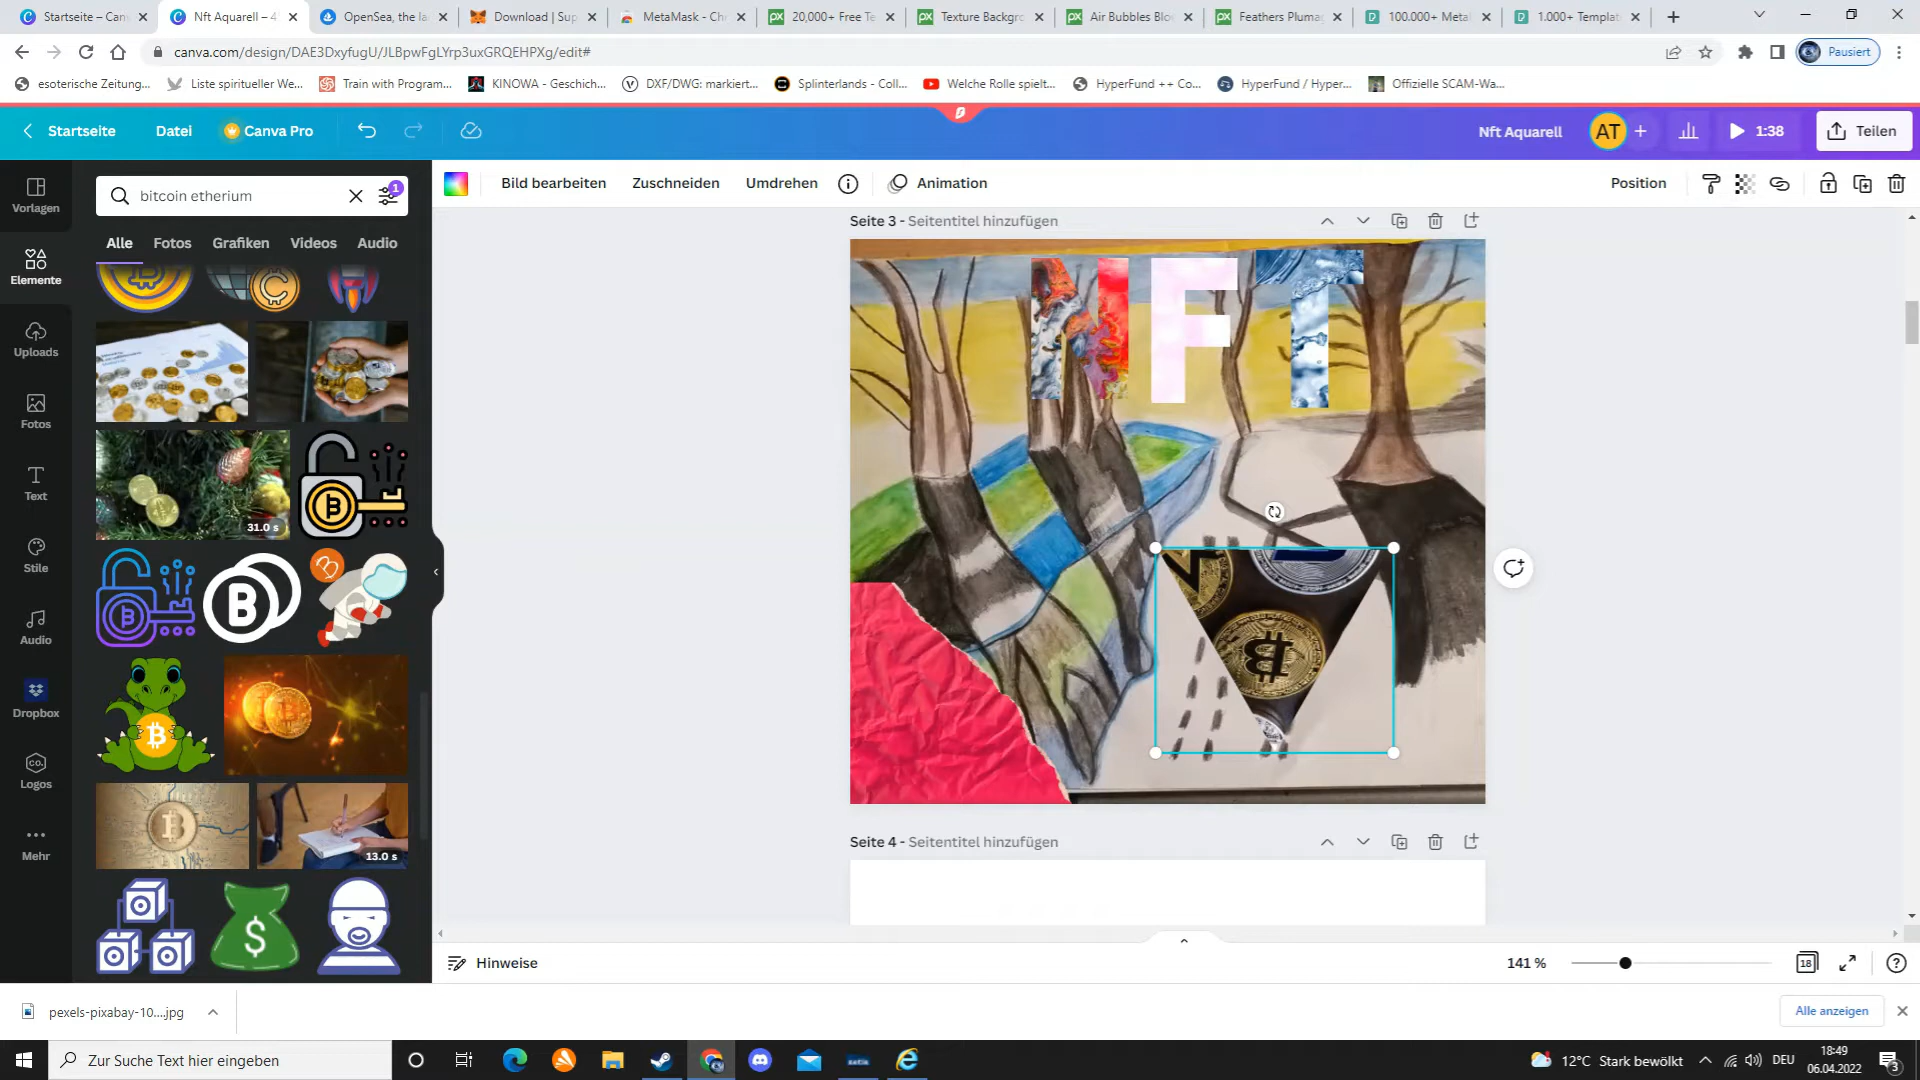 Startseite – Can
Nft Aquarell – 4
OpenSea, the la
Download | Sup
MetaMask - Ch
20,000+ Free Te
Texture Backgro
Air Bubbles Blo
Feathers Pluma
100.000+ Metal
1.000+ Templat
canva.com/design/DAE3DxyfugU/JLBpwFgLYrp3uxGRQEHPXg/edit#
Pausiert
esoterische Zeitung...
Liste spiritueller We...
Train with Program...
KINOWA - Geschich...
DXF/DWG: markiert...
Splinterlands - Coll...
Welche Rolle spielt...
HyperFund ++ Co...
HyperFund / Hyper...
Offizielle SCAM-Wa...
Startseite
Datei
Canva Pro
Nft Aquarell
AT
1:38
Teilen
Vorlagen
Elemente
Uploads
Fotos
Text
Stile
Audio
Dropbox
Logos
Mehr
bitcoin etherium
1
Alle
Fotos
Grafiken
Videos
Audio
31.0 s
13.0 s
Bild bearbeiten
Zuschneiden
Umdrehen
Animation
Position
Seite 3 - Seitentitel hinzufügen
NFT
Seite 4 - Seitentitel hinzufügen
Hinweise
141 %
18
pexels-pixabay-10....jpg
Alle anzeigen
Zur Suche Text hier eingeben
12°C Stark bewölkt
DEU
18:49
06.04.2022
3